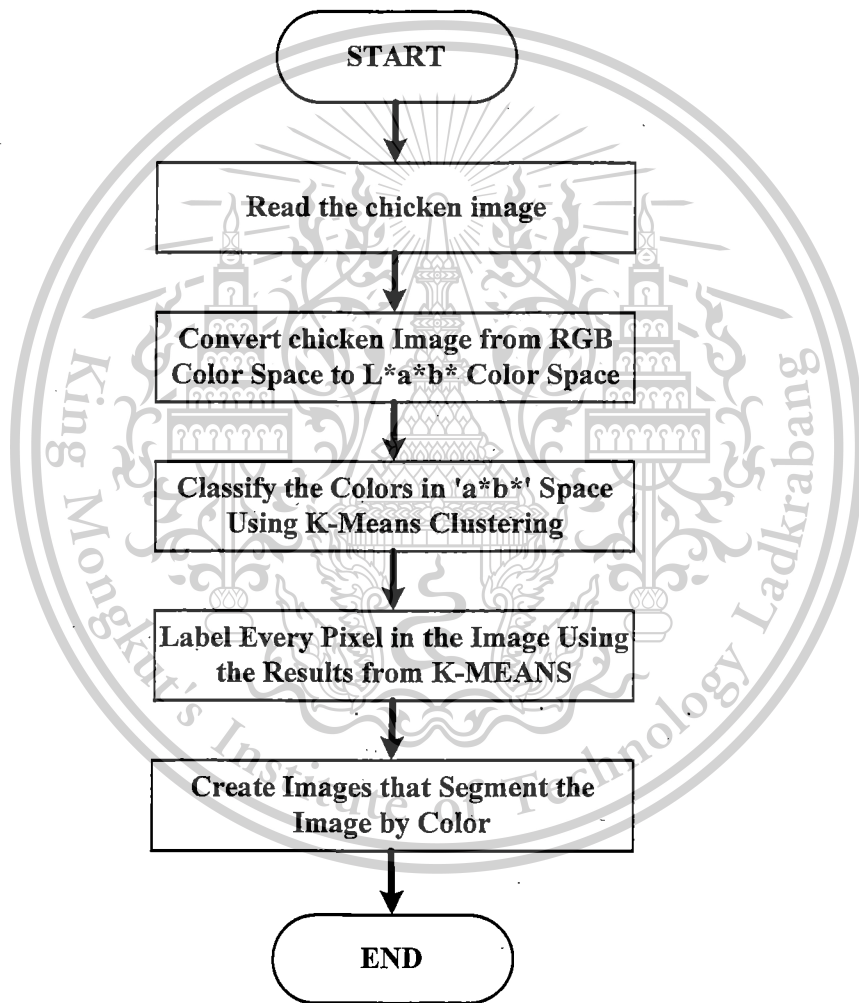 START
Read the chicken image
Convert chicken Image from RGB
Color Space to L*a*b* Color Space
Classify the Colors in 'a*b*' Space
Using K-Means Clustering
Label Every Pixel in the Image Using
the Results from K-MEANS
Create Images that Segment the
Image by Color
END
King Mongkut's Institute of Technology Ladkrabang